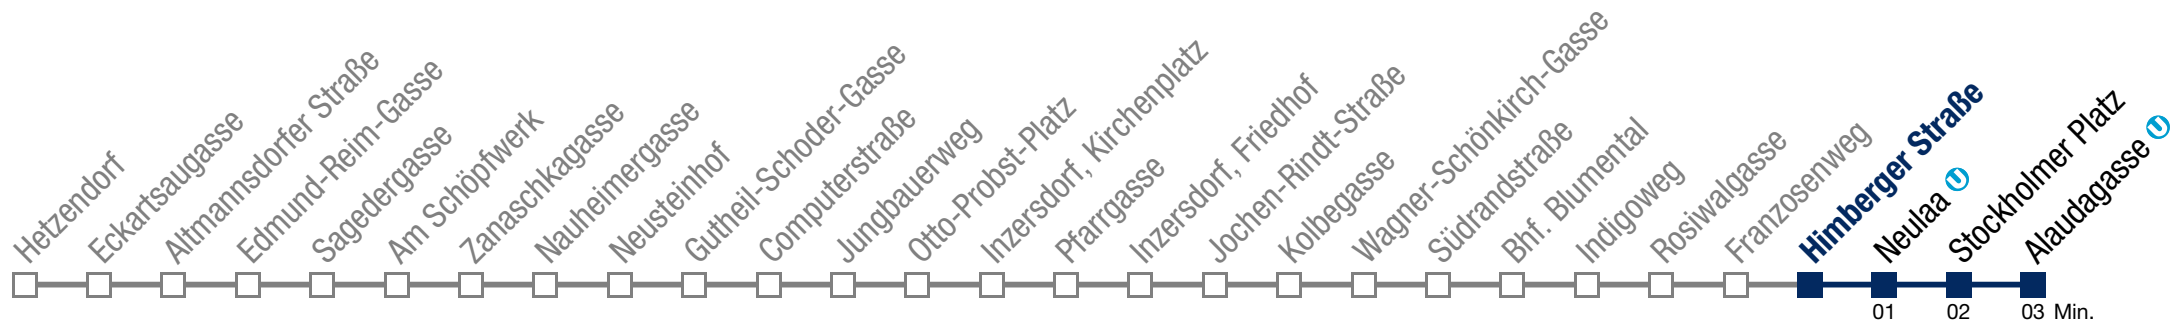 Hetzendorf
Eckartsaugasse
Altmannsdorfer Straße
Edmund-Reim-Gasse
Sagedergasse
Am Schöpfwerk
Zanaschkagasse
Nauheimergasse
Neusteinhof
Gutheil-Schoder-Gasse
Computerstraße
Jungbauerweg
Otto-Probst-Platz
Inzersdorf, Kirchenplatz
Pfarrgasse
Inzersdorf, Friedhof
Jochen-Rindt-Straße
Kolbegasse
Wagner-Schönkirch-Gasse
Südrandstraße
Bhf. Blumental
Indigoweg
Rosiwalgasse
Franzosenweg
Himberger Straße
Neulaa U
Stockholmer Platz
Alaudagasse U
01 02 03 Min.